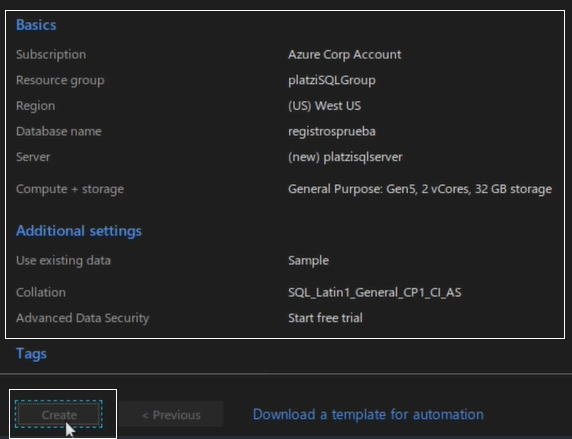 Basics
Subscription Azure Corp Account
Resource group platziSQLGroup
Region (US) West US
Database name registrosprueba
Server (new) platzisqlserver
Compute + storage General Purpose: Gen5, 2 vCores, 32 GB storage
Additional settings
Use existing data Sample
Collation SQL_Latin1_General_CP1_CI_AS
Advanced Data Security Start free trial
Tags
Create < Previous Download a template for automation